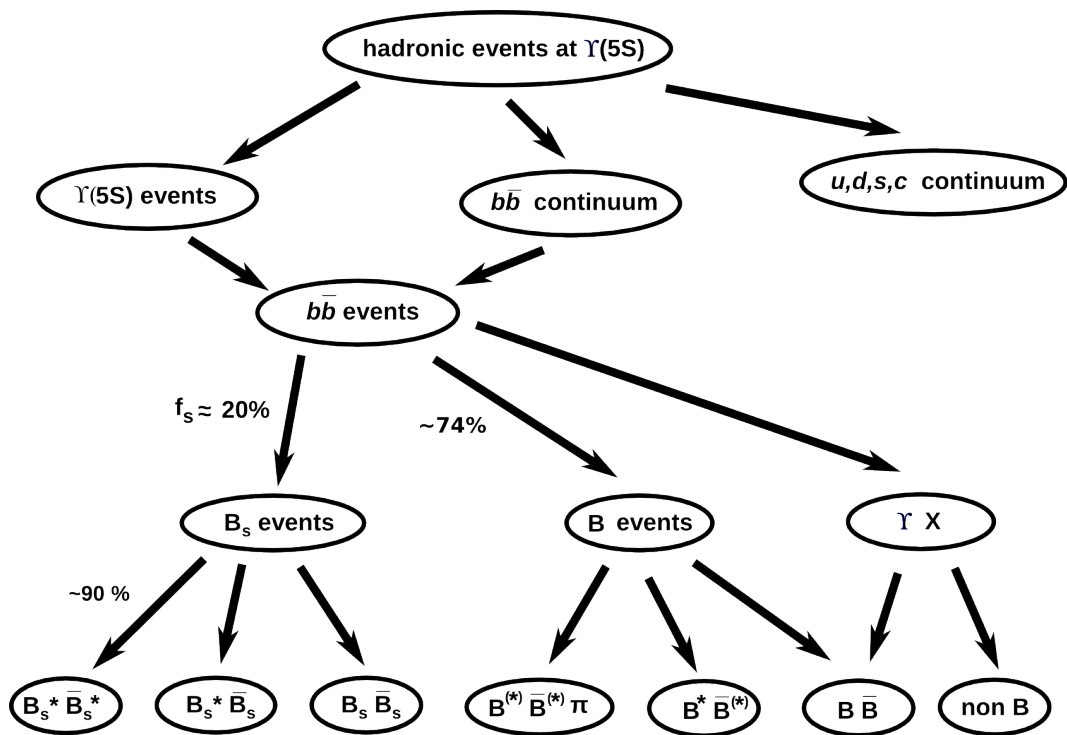 hadronic events at ϒ(5S)
ϒ(5S) events
bb̅ continuum
u,d,s,c continuum
bb̅ events
fₛ ≈ 20%
~74%
Bₛ events
B events
ϒ X
~90 %
Bₛ* B̅ₛ*
Bₛ* B̅ₛ
Bₛ B̅ₛ
B⁽*⁾ B̅⁽*⁾ π
B* B̅⁽*⁾
B B̅
non B